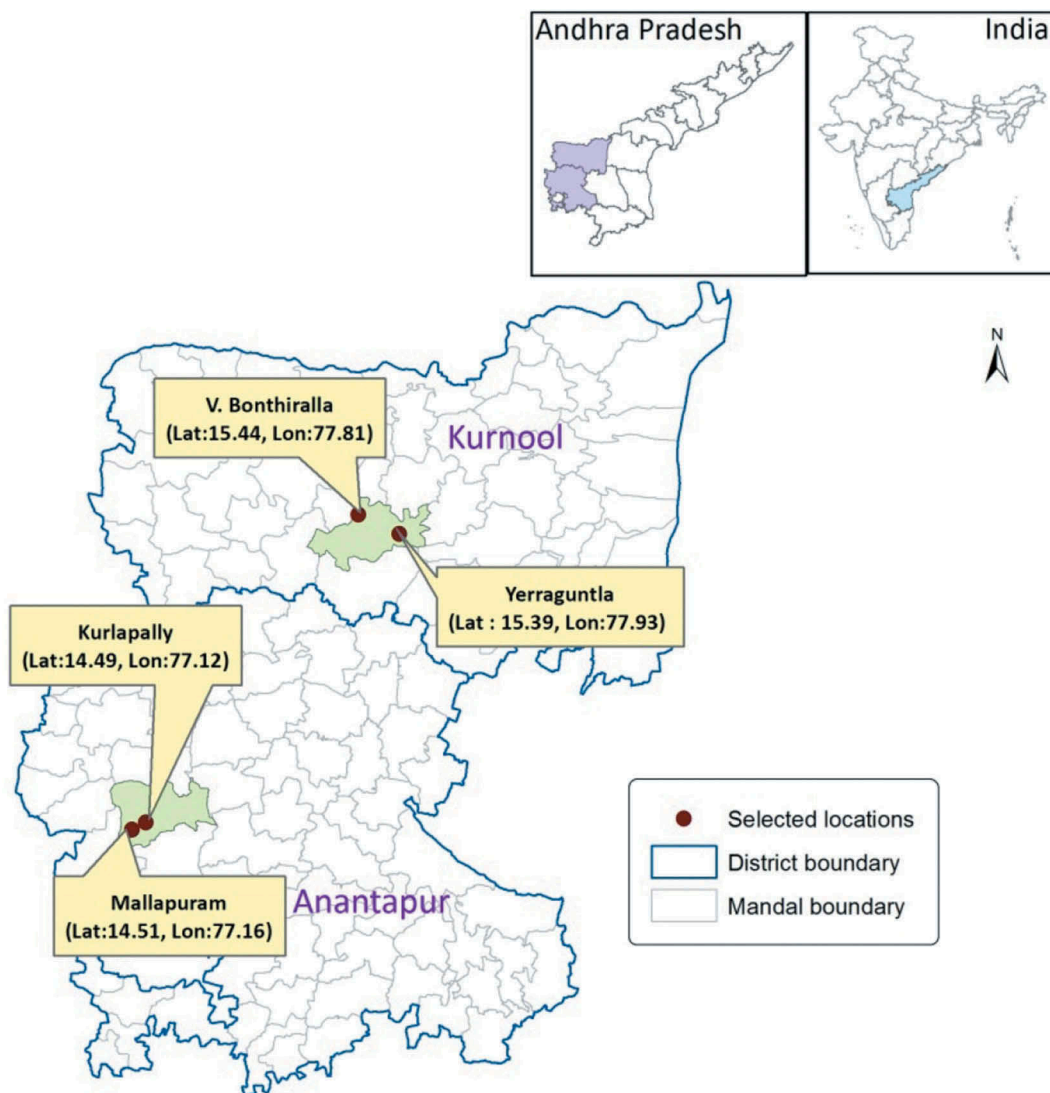 Andhra Pradesh
India
N
V. Bonthiralla
(Lat:15.44, Lon:77.81)
Kurnool
Yerraguntla
(Lat : 15.39, Lon:77.93)
Kurlapally
(Lat:14.49, Lon:77.12)
Mallapuram
(Lat:14.51, Lon:77.16)
Anantapur
Selected locations
District boundary
Mandal boundary